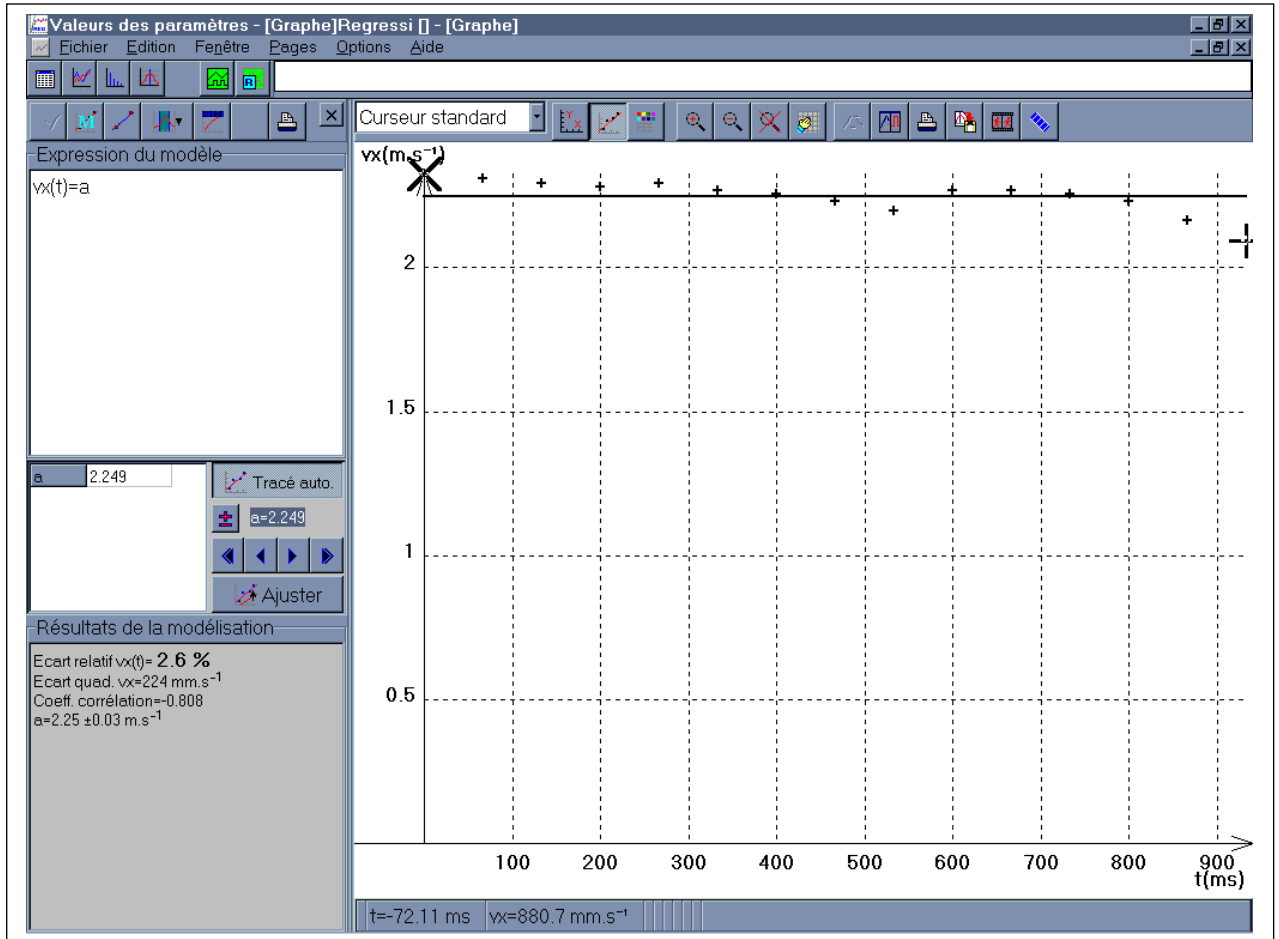 Valeurs des paramètres - [Graphe]Regressi [] - [Graphe]
Fichier Edition Fenêtre Pages Options Aide
R
M
Curseur standard
Expression du modèle
vx(t)=a
a 2.249
Tracé auto.
a=2.249
Ajuster
Résultats de la modélisation
Ecart relatif vx(t)= 2.6 %
Ecart quad. vx=224 mm.s⁻¹
Coeff. corrélation=-0.808
a=2.25 ±0.03 m.s⁻¹
vx(m.s⁻¹)
2
1.5
1
0.5
100 200 300 400 500 600 700 800 900
t(ms)
t=-72.11 ms vx=880.7 mm.s⁻¹